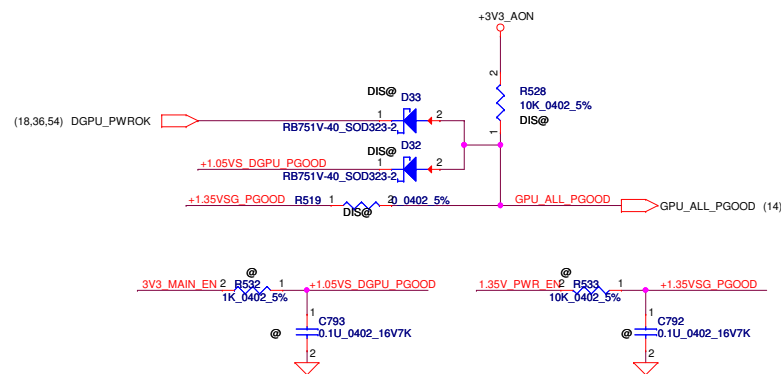 +3V3_AON
2
R528
10K_0402_5%
DIS@
1
DIS@
D33
(18,36,54) DGPU_PWROK
1
2
RB751V-40_SOD323-2
DIS@
D32
+1.05VS_DGPU_PGOOD
1
2
RB751V-40_SOD323-2
+1.35VSG_PGOOD
R519
1
2
0_0402_5%
DIS@
GPU_ALL_PGOOD
GPU_ALL_PGOOD (14)
@
3V3_MAIN_EN
2
R532
1
+1.05VS_DGPU_PGOOD
1K_0402_5%
1
C793
@
0.1U_0402_16V7K
2
@
1.35V_PWR_EN
2
R533
1
+1.35VSG_PGOOD
10K_0402_5%
1
C792
@
0.1U_0402_16V7K
2